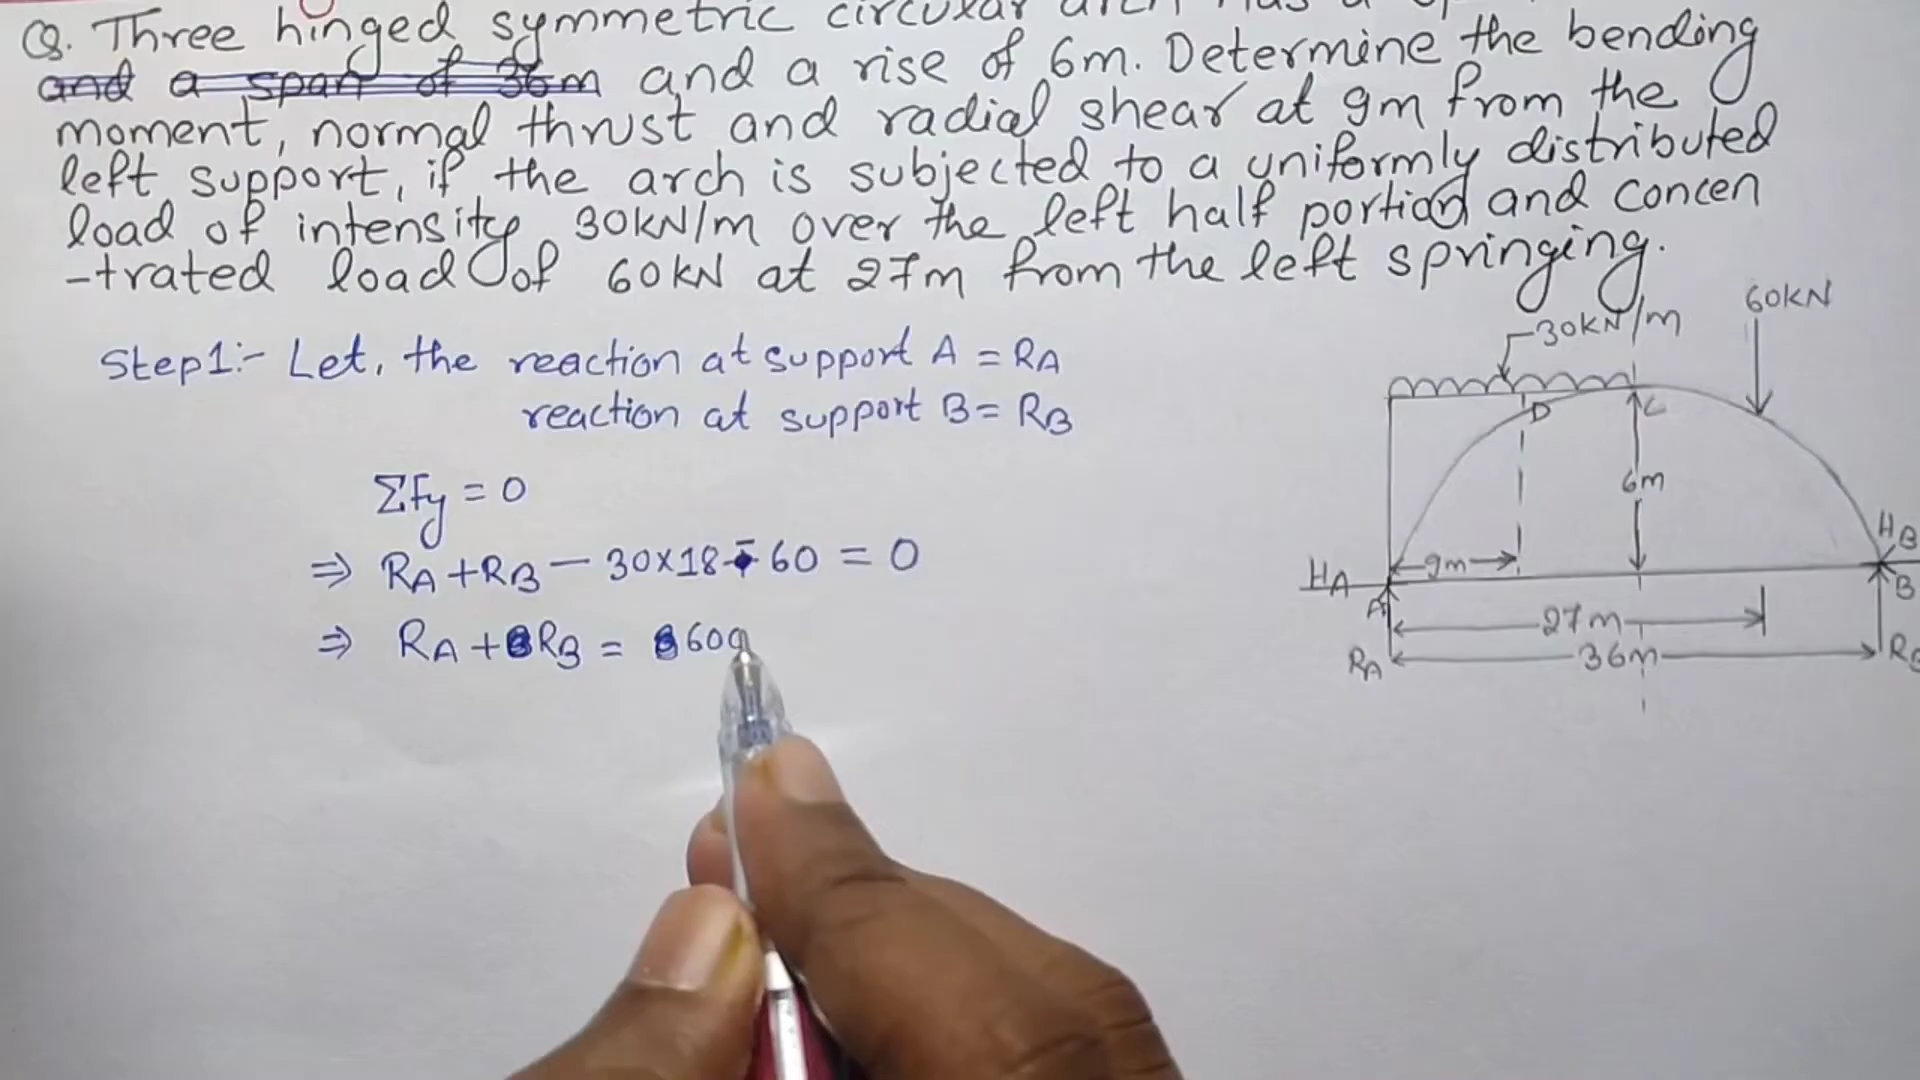 Q. Three hinged symmetric circular arch has a
and a span of 36m and a rise of 6m. Determine the bending
moment, normal thrust and radial shear at 9m from the
left support, if the arch is subjected to a uniformly distributed
load of intensity 30kN/m over the left half portion and concen
-trated load of 60kN at 27m from the left springing.
Step1:- Let, the reaction at support A = RA
reaction at support B = RB
ΣFy = 0
⇒ RA + RB - 30×18 - 60 = 0
⇒ RA + RB = 600
60kN
30kN/m
D
C
6m
9m
HA
HB
A
B
27m
36m
RA